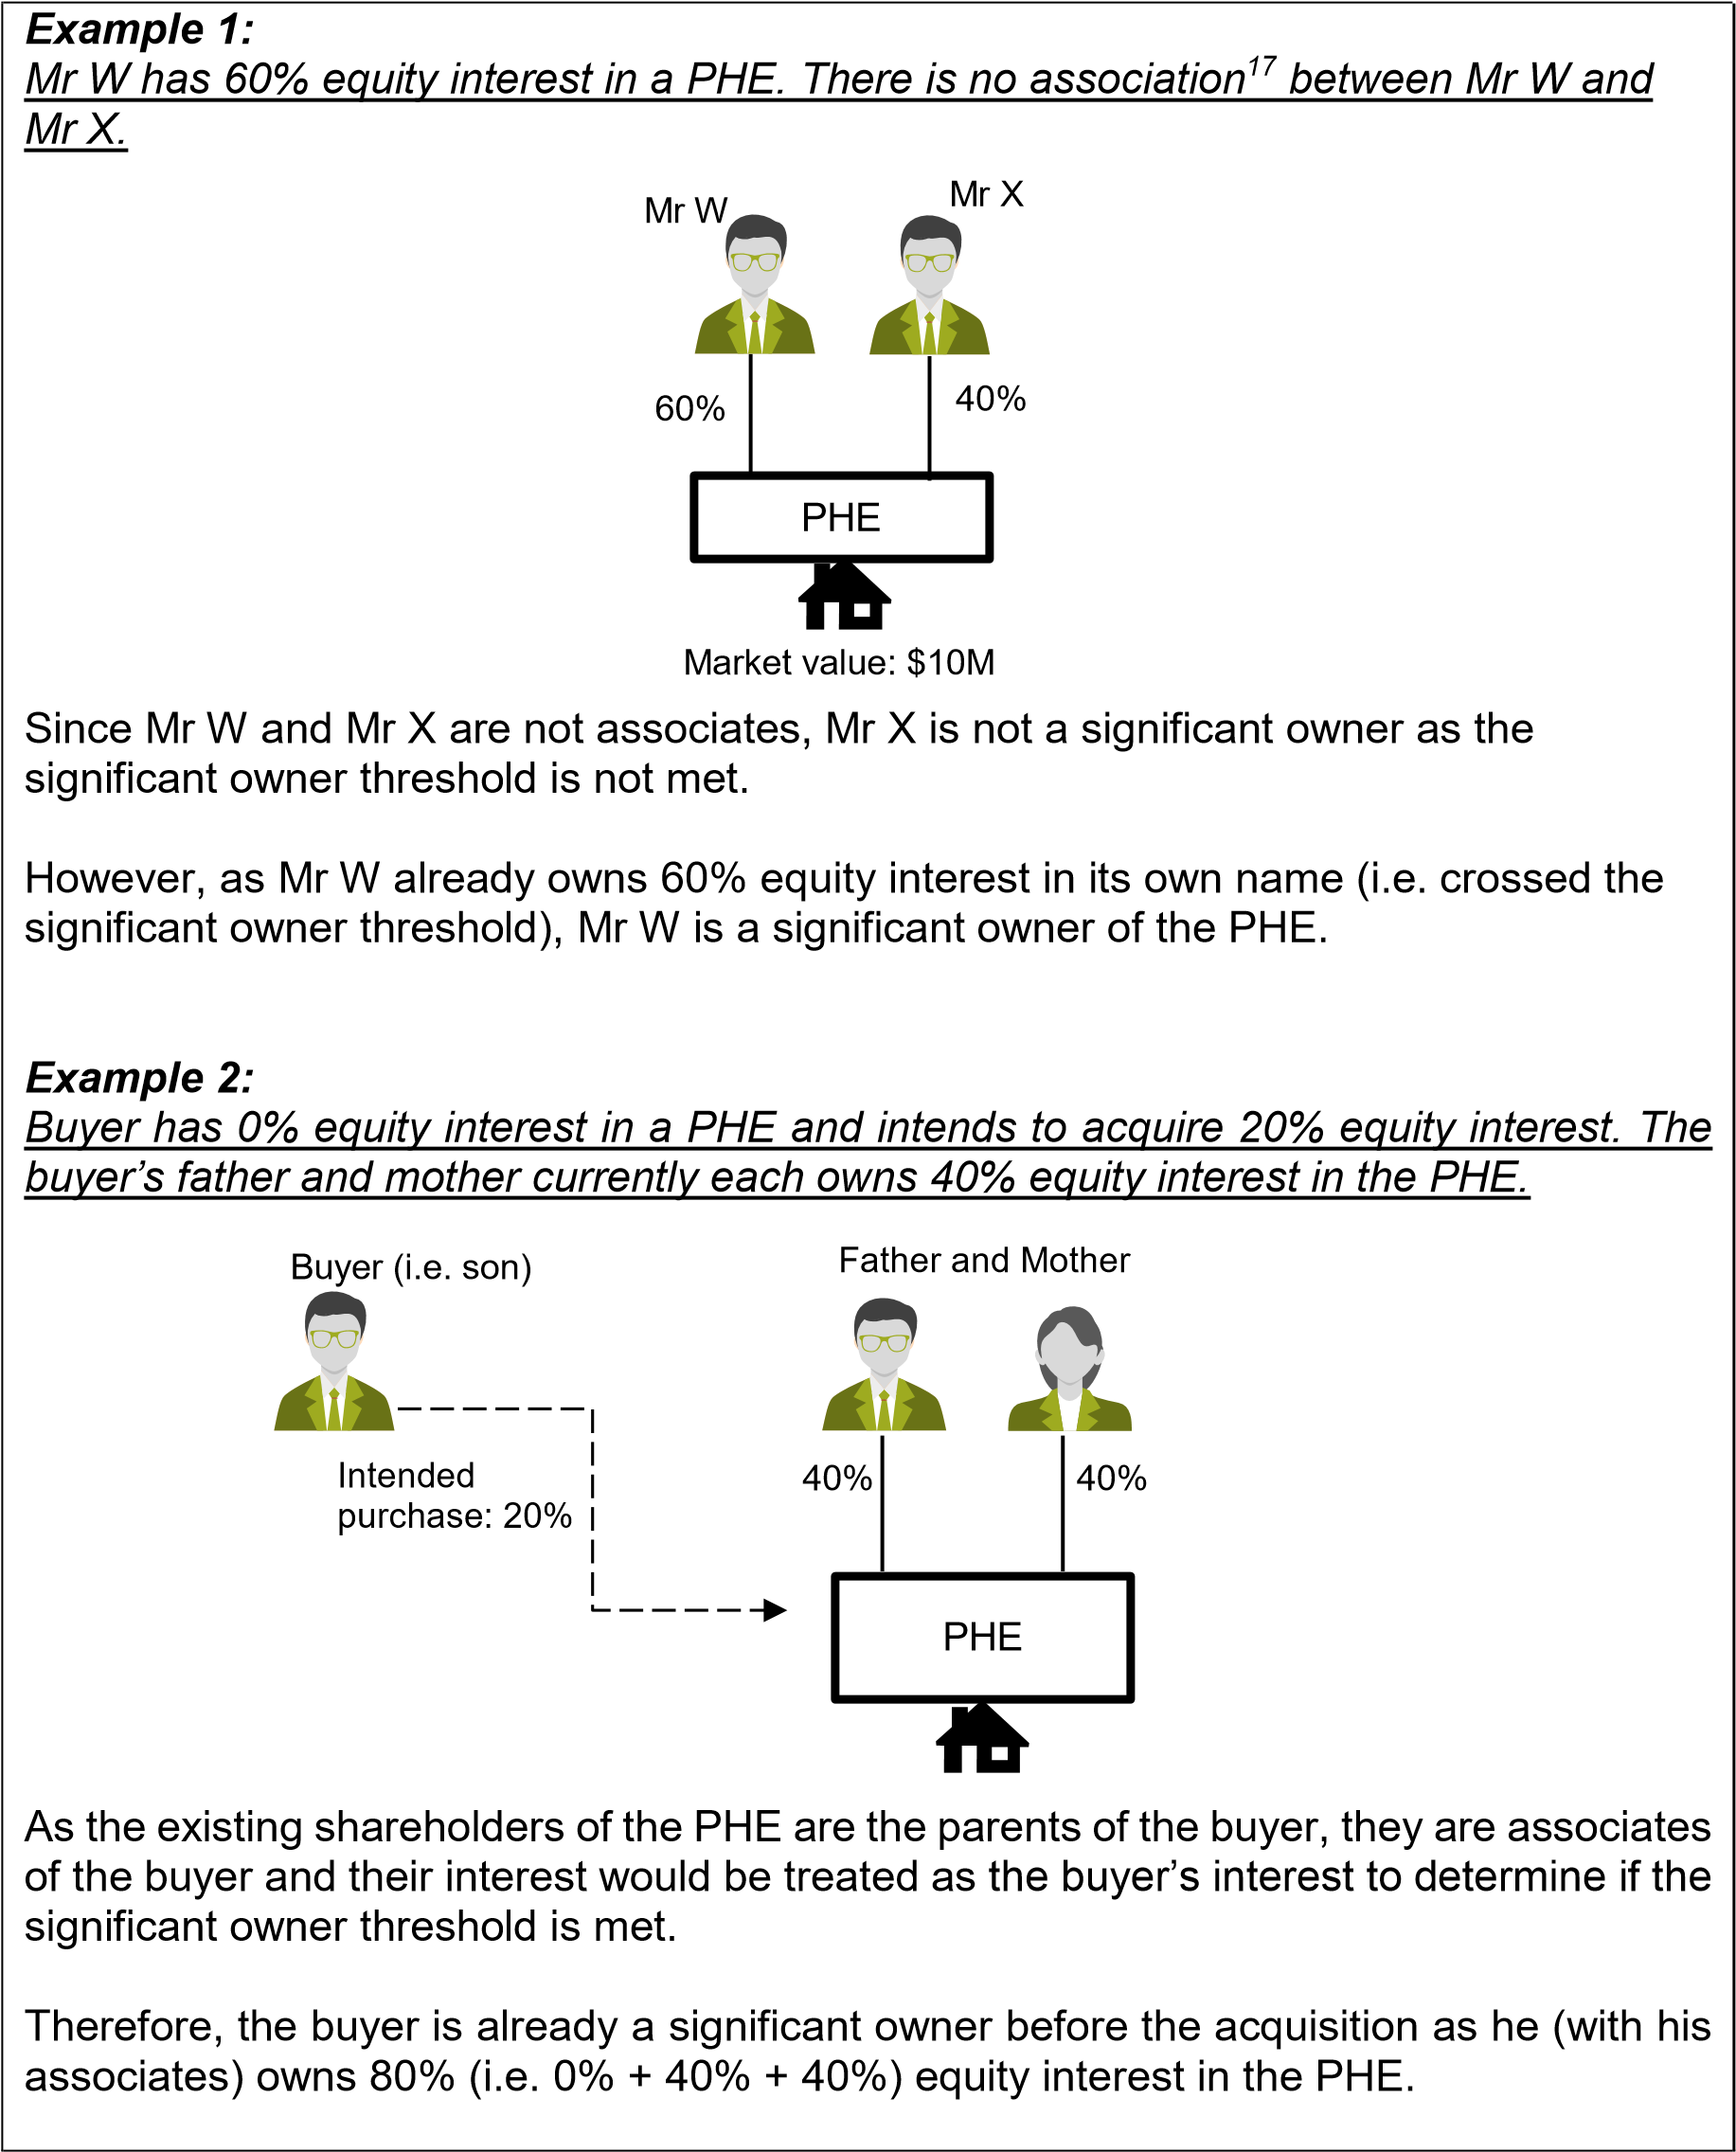 Example 1:
Mr W has 60% equity interest in a PHE. There is no association17 between Mr W and
Mr X.
Mr W
Mr X
60%
40%
PHE
Market value: $10M
Since Mr W and Mr X are not associates, Mr X is not a significant owner as the
significant owner threshold is not met.
However, as Mr W already owns 60% equity interest in its own name (i.e. crossed the
significant owner threshold), Mr W is a significant owner of the PHE.
Example 2:
Buyer has 0% equity interest in a PHE and intends to acquire 20% equity interest. The
buyer’s father and mother currently each owns 40% equity interest in the PHE.
Buyer (i.e. son)
Father and Mother
Intended
purchase: 20%
40%
40%
PHE
As the existing shareholders of the PHE are the parents of the buyer, they are associates
of the buyer and their interest would be treated as the buyer’s interest to determine if the
significant owner threshold is met.
Therefore, the buyer is already a significant owner before the acquisition as he (with his
associates) owns 80% (i.e. 0% + 40% + 40%) equity interest in the PHE.